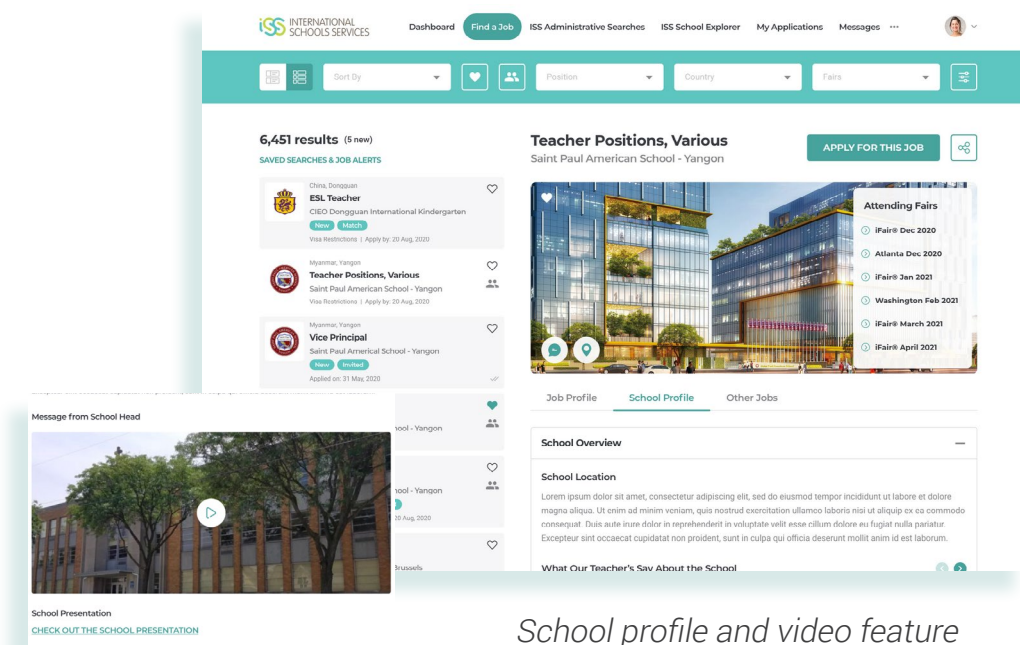 iSS INTERNATIONAL SCHOOLS SERVICES
Dashboard Find a Job ISS Administrative Searches ISS School Explorer My Applications Messages
Sort By Position Country Fairs
6,451 results (5 new)
SAVED SEARCHES & JOB ALERTS
China, Dongguan
ESL Teacher
CIEO Dongguan International Kindergarten
New Match
Visa Restrictions | Apply by: 20 Aug, 2020
Myanmar, Yangon
Teacher Positions, Various
Saint Paul American School - Yangon
Visa Restrictions | Apply by: 20 Aug, 2020
Myanmar, Yangon
Vice Principal
Saint Paul Americal School - Yangon
New Invited
Applied on: 31 May, 2020
ool - Yangon
ool - Yangon
20 Aug, 2020
Brussels
Teacher Positions, Various
Saint Paul American School - Yangon
APPLY FOR THIS JOB
Attending Fairs
iFair® Dec 2020
Atlanta Dec 2020
iFair® Jan 2021
Washington Feb 2021
iFair® March 2021
iFair® April 2021
Job Profile School Profile Other Jobs
School Overview
School Location
Lorem ipsum dolor sit amet, consectetur adipiscing elit, sed do eiusmod tempor incididunt ut labore et dolore
magna aliqua. Ut enim ad minim veniam, quis nostrud exercitation ullamco laboris nisi ut aliquip ex ea commodo
consequat. Duis aute irure dolor in reprehenderit in voluptate velit esse cillum dolore eu fugiat nulla pariatur.
Excepteur sint occaecat cupidatat non proident, sunt in culpa qui officia deserunt mollit anim id est laborum.
What Our Teacher's Say About the School
Message from School Head
School Presentation
CHECK OUT THE SCHOOL PRESENTATION
School profile and video feature